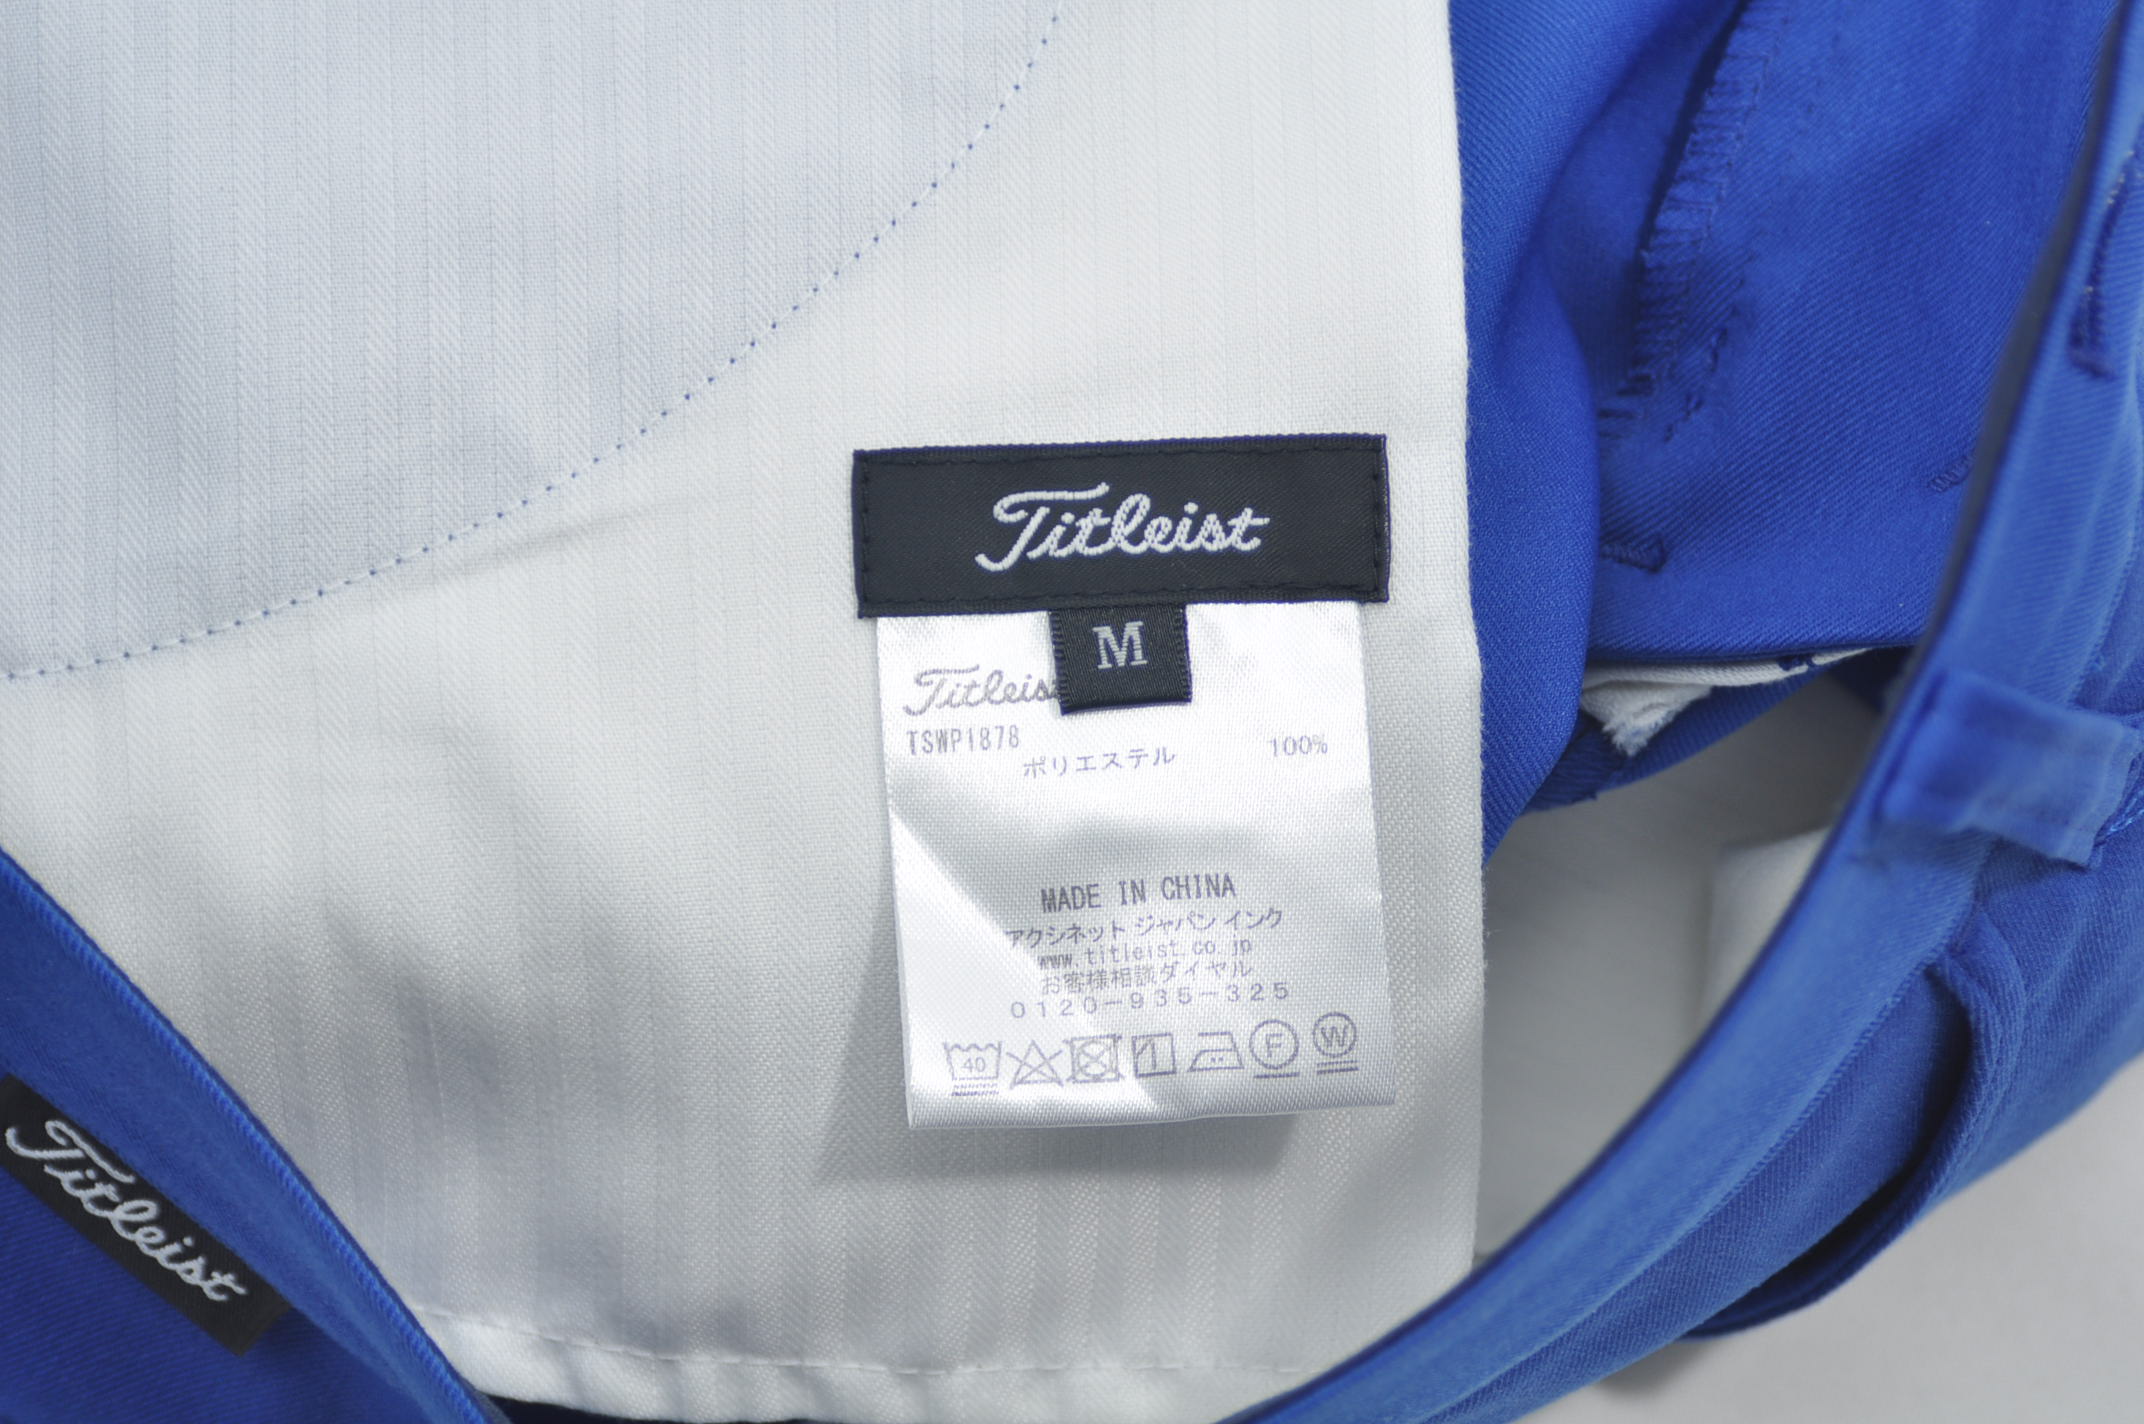 Titleist
M
Titleist
TSWP1878
ポリエステル 100%
MADE IN CHINA
アクシネット ジャパン インク
www.titleist.co.jp
お客様相談ダイヤル
0120-935-325
40
F
W
Titleist